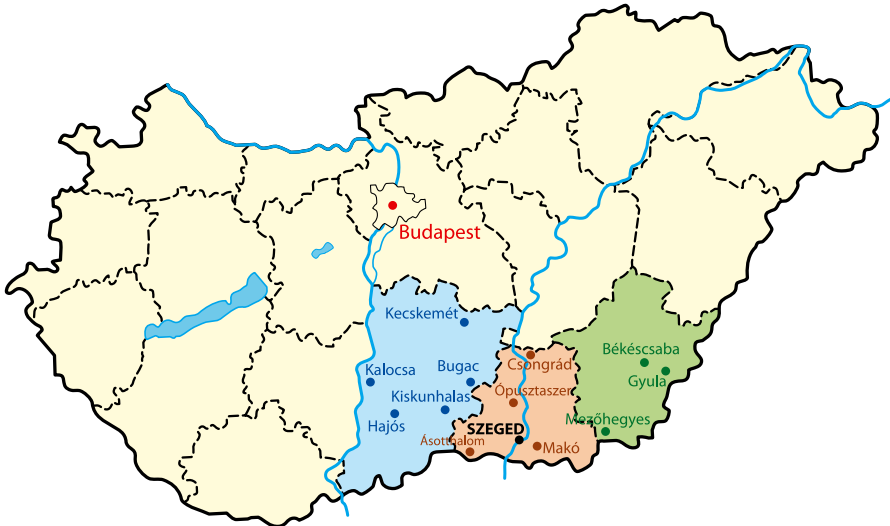 Budapest
Kecskemét
Csongrád
Békéscsaba
Kalocsa
Bugac
Gyula
Kiskunhalas
Ópusztaszer
Hajós
Mezőhegyes
SZEGED
Ásotthalom
Makó